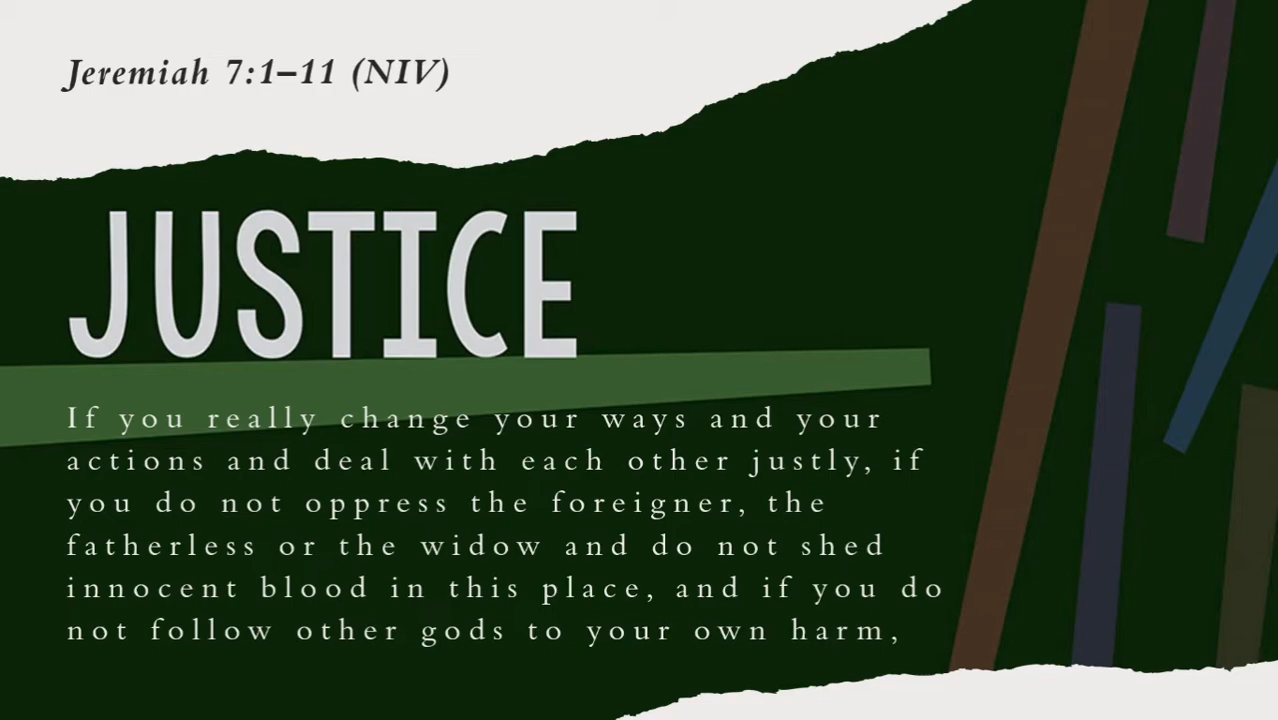 Jeremiah 7:1–11 (NIV)
JUSTICE
If you really change your ways and your
actions and deal with each other justly, if
you do not oppress the foreigner, the
fatherless or the widow and do not shed
innocent blood in this place, and if you do
not follow other gods to your own harm,